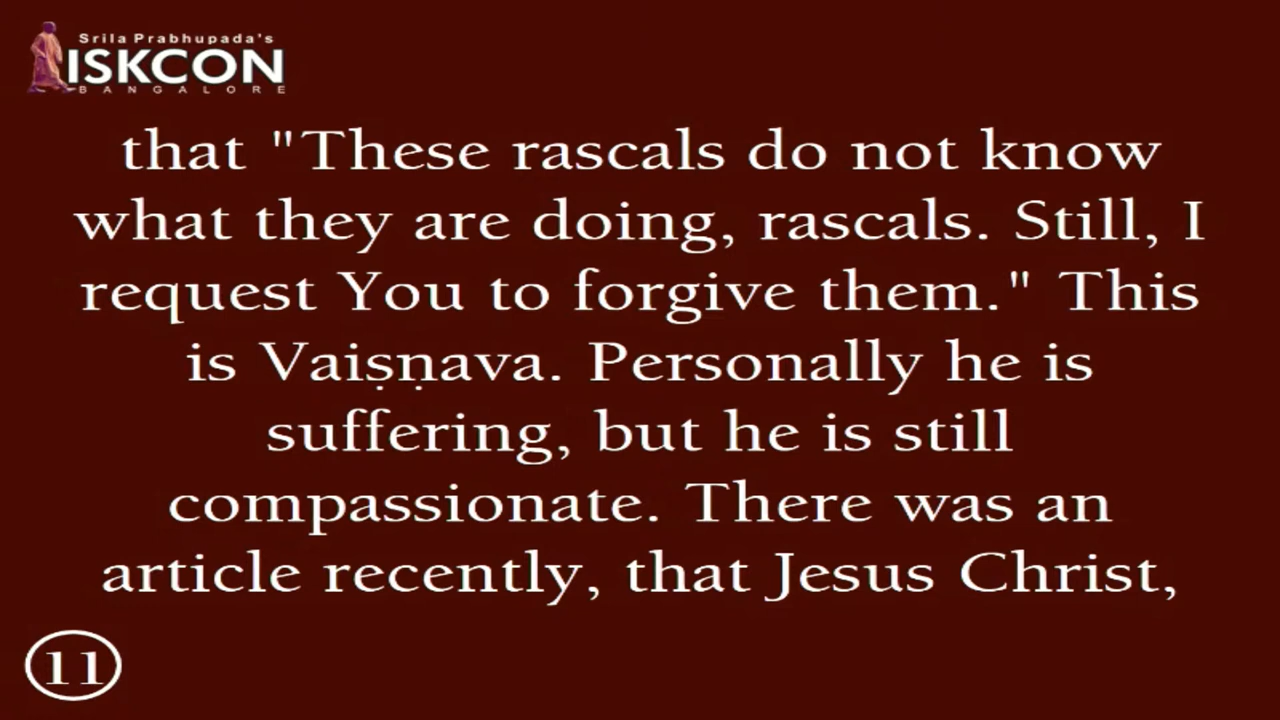 Srila Prabhupada's
ISKCON
BANGALORE
that "These rascals do not know
what they are doing, rascals. Still, I
request You to forgive them." This
is Vaiṣṇava. Personally he is
suffering, but he is still
compassionate. There was an
article recently, that Jesus Christ,
11